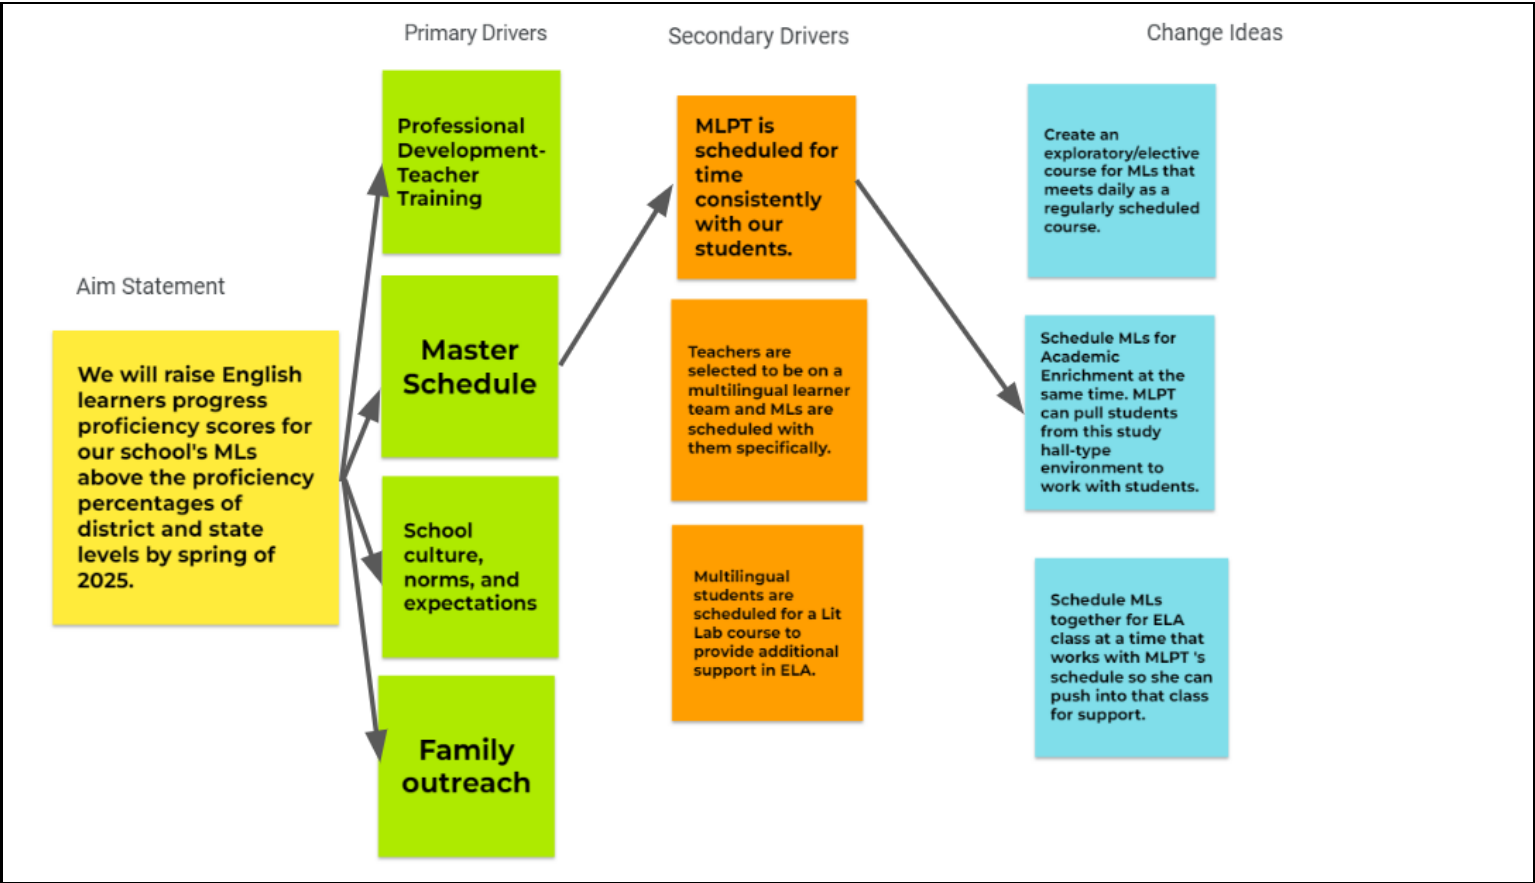 Primary Drivers
Secondary Drivers
Change Ideas
Aim Statement
We will raise English
learners progress
proficiency scores for
our school's MLs
above the proficiency
percentages of
district and state
levels by spring of
2025.
Professional
Development-
Teacher
Training
Master
Schedule
School
culture,
norms, and
expectations
Family
outreach
MLPT is
scheduled for
time
consistently
with our
students.
Teachers are
selected to be on a
multilingual learner
team and MLs are
scheduled with
them specifically.
Multilingual
students are
scheduled for a Lit
Lab course to
provide additional
support in ELA.
Create an
exploratory/elective
course for MLs that
meets daily as a
regularly scheduled
course.
Schedule MLs for
Academic
Enrichment at the
same time. MLPT
can pull students
from this study
hall-type
environment to
work with students.
Schedule MLs
together for ELA
class at a time that
works with MLPT 's
schedule so she can
push into that class
for support.